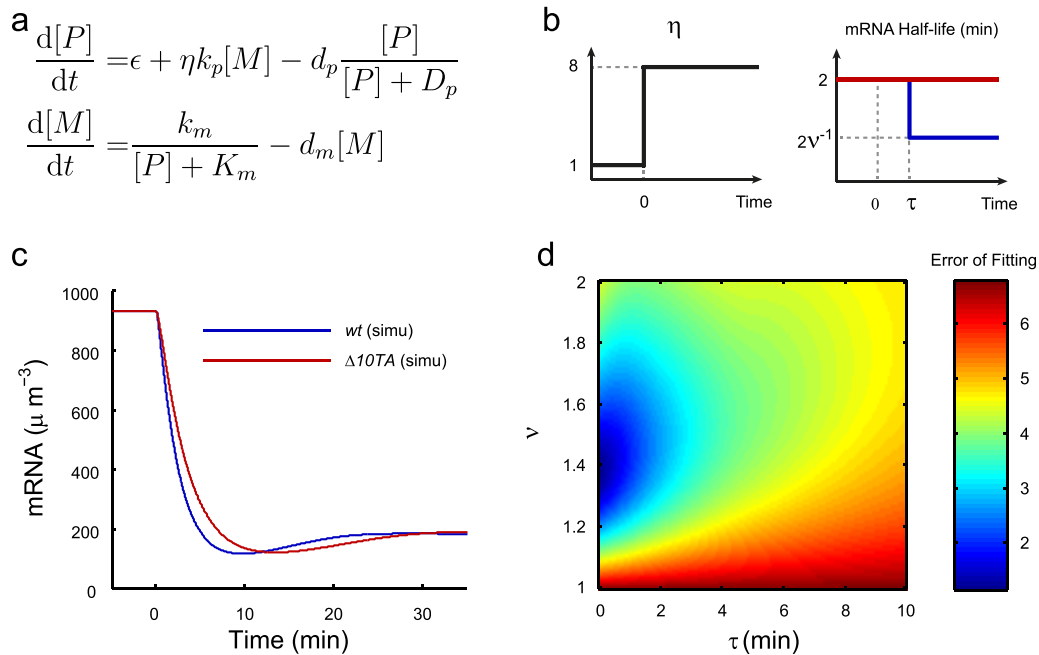 a
d[P]/dt = ϵ + ηk_p[M] − d_p [P]/([P] + D_p)
d[M]/dt = k_m/([P] + K_m) − d_m[M]
b
η
8
1
0
Time
mRNA Half-life (min)
2
2ν⁻¹
0
τ
Time
c
mRNA (μ m⁻³)
1000
800
600
400
200
0
wt (simu)
Δ10TA (simu)
0
10
20
30
Time (min)
d
ν
2
1.8
1.6
1.4
1.2
1
0
2
4
6
8
10
τ (min)
Error of Fitting
6
5
4
3
2